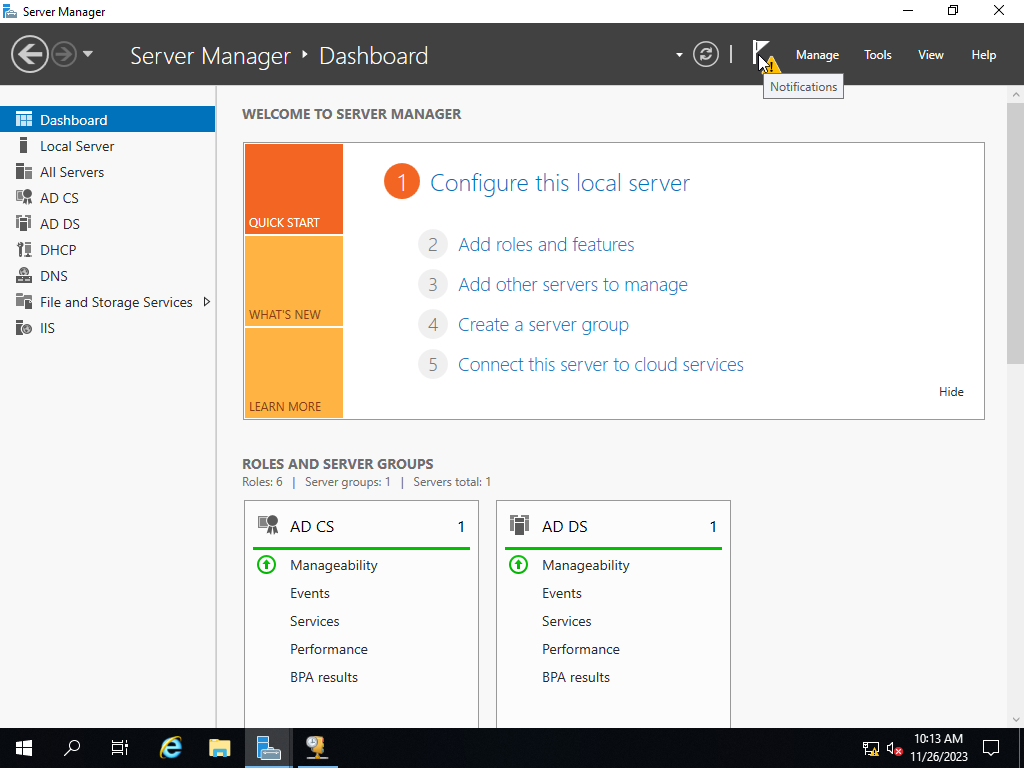 Server Manager
Server Manager ‣ Dashboard
Manage Tools View Help
Notifications
Dashboard
Local Server
All Servers
AD CS
AD DS
DHCP
DNS
File and Storage Services
IIS
WELCOME TO SERVER MANAGER
QUICK START
WHAT'S NEW
LEARN MORE
1 Configure this local server
2 Add roles and features
3 Add other servers to manage
4 Create a server group
5 Connect this server to cloud services
Hide
ROLES AND SERVER GROUPS
Roles: 6 | Server groups: 1 | Servers total: 1
AD CS 1
Manageability
Events
Services
Performance
BPA results
AD DS 1
Manageability
Events
Services
Performance
BPA results
10:13 AM
11/26/2023